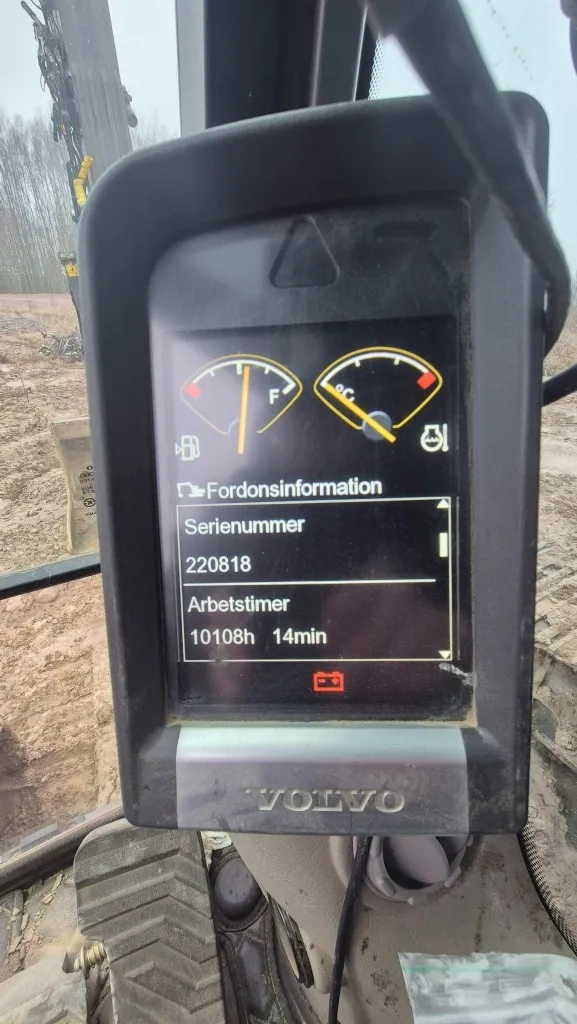 F
°C
Fordonsinformation
Serienummer
220818
Arbetstimer
10108h 14min
VOLVO